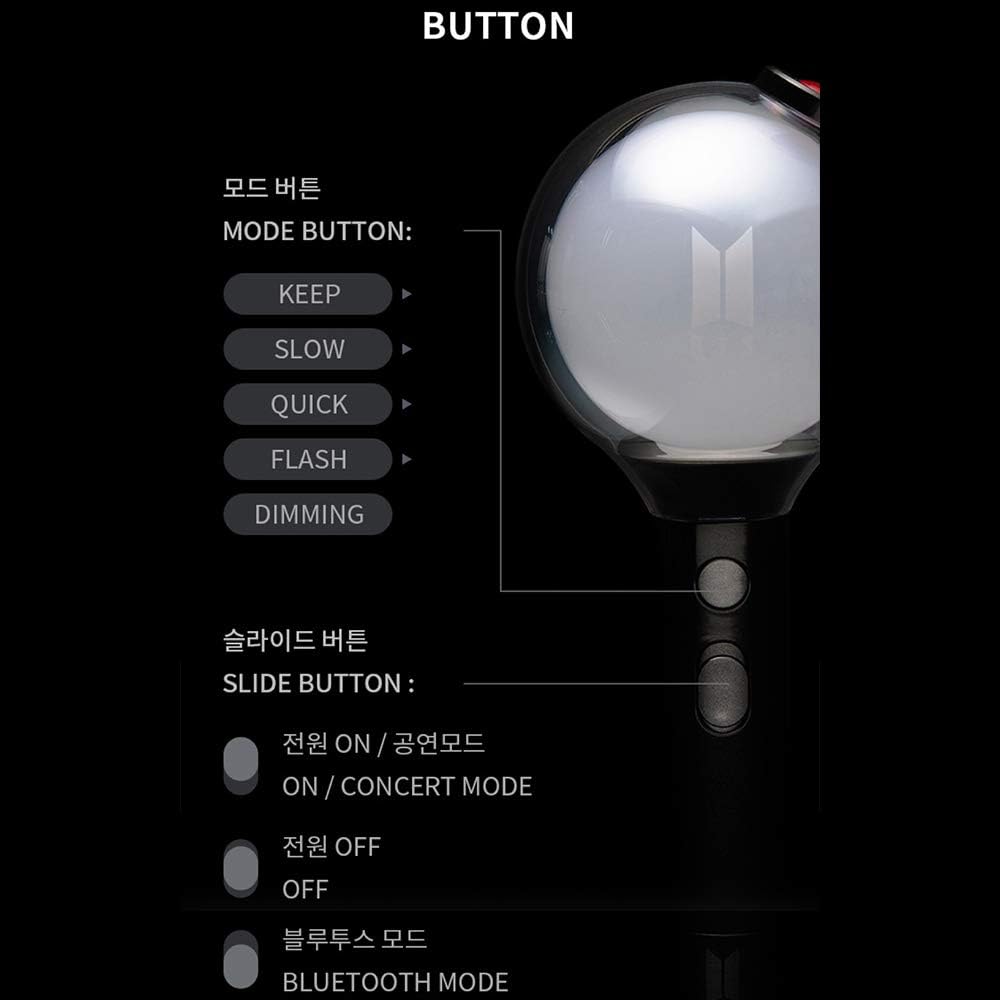 BUTTON
모드 버튼
MODE BUTTON:
KEEP
SLOW
QUICK
FLASH
DIMMING
슬라이드 버튼
SLIDE BUTTON :
전원 ON / 공연모드
ON / CONCERT MODE
전원 OFF
OFF
블루투스 모드
BLUETOOTH MODE